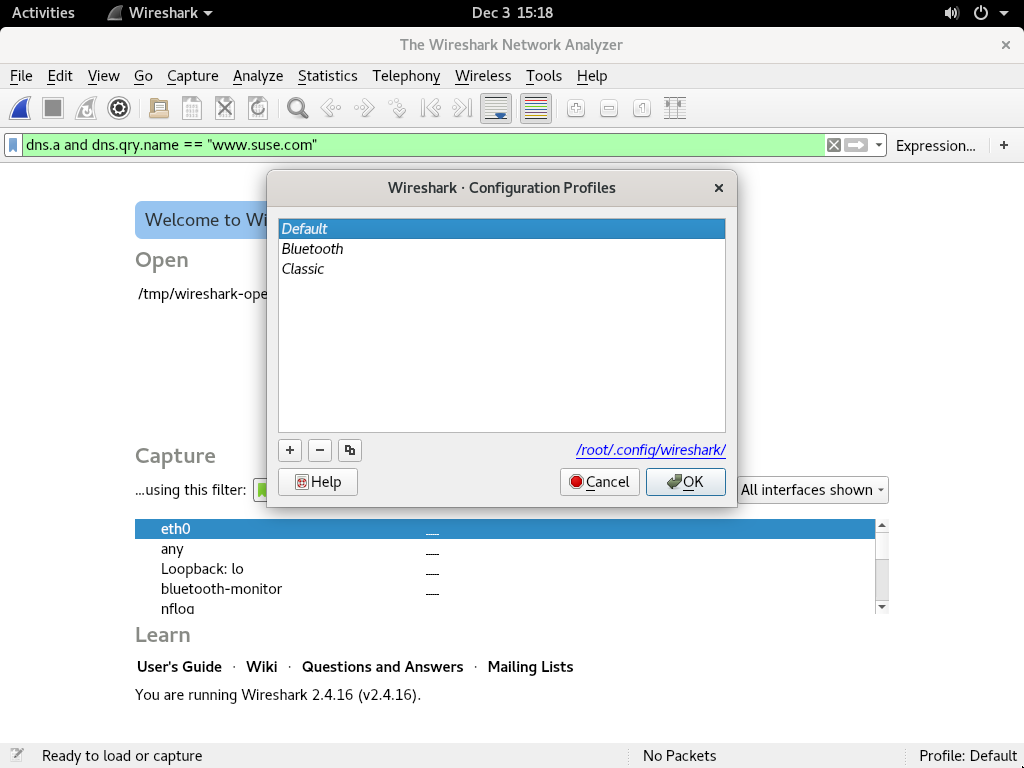 Activities Wireshark Dec 3 15:18
The Wireshark Network Analyzer
File Edit View Go Capture Analyze Statistics Telephony Wireless Tools Help
dns.a and dns.qry.name == "www.suse.com" Expression... +
Wireshark · Configuration Profiles
Welcome to Wi
Default
Bluetooth
Open
Classic
/tmp/wireshark-ope
/root/.config/wireshark/
Capture
Help Cancel OK
...using this filter: All interfaces shown
eth0
any
Loopback: lo
bluetooth-monitor
nflog
Learn
User's Guide · Wiki · Questions and Answers · Mailing Lists
You are running Wireshark 2.4.16 (v2.4.16).
Ready to load or capture No Packets Profile: Default